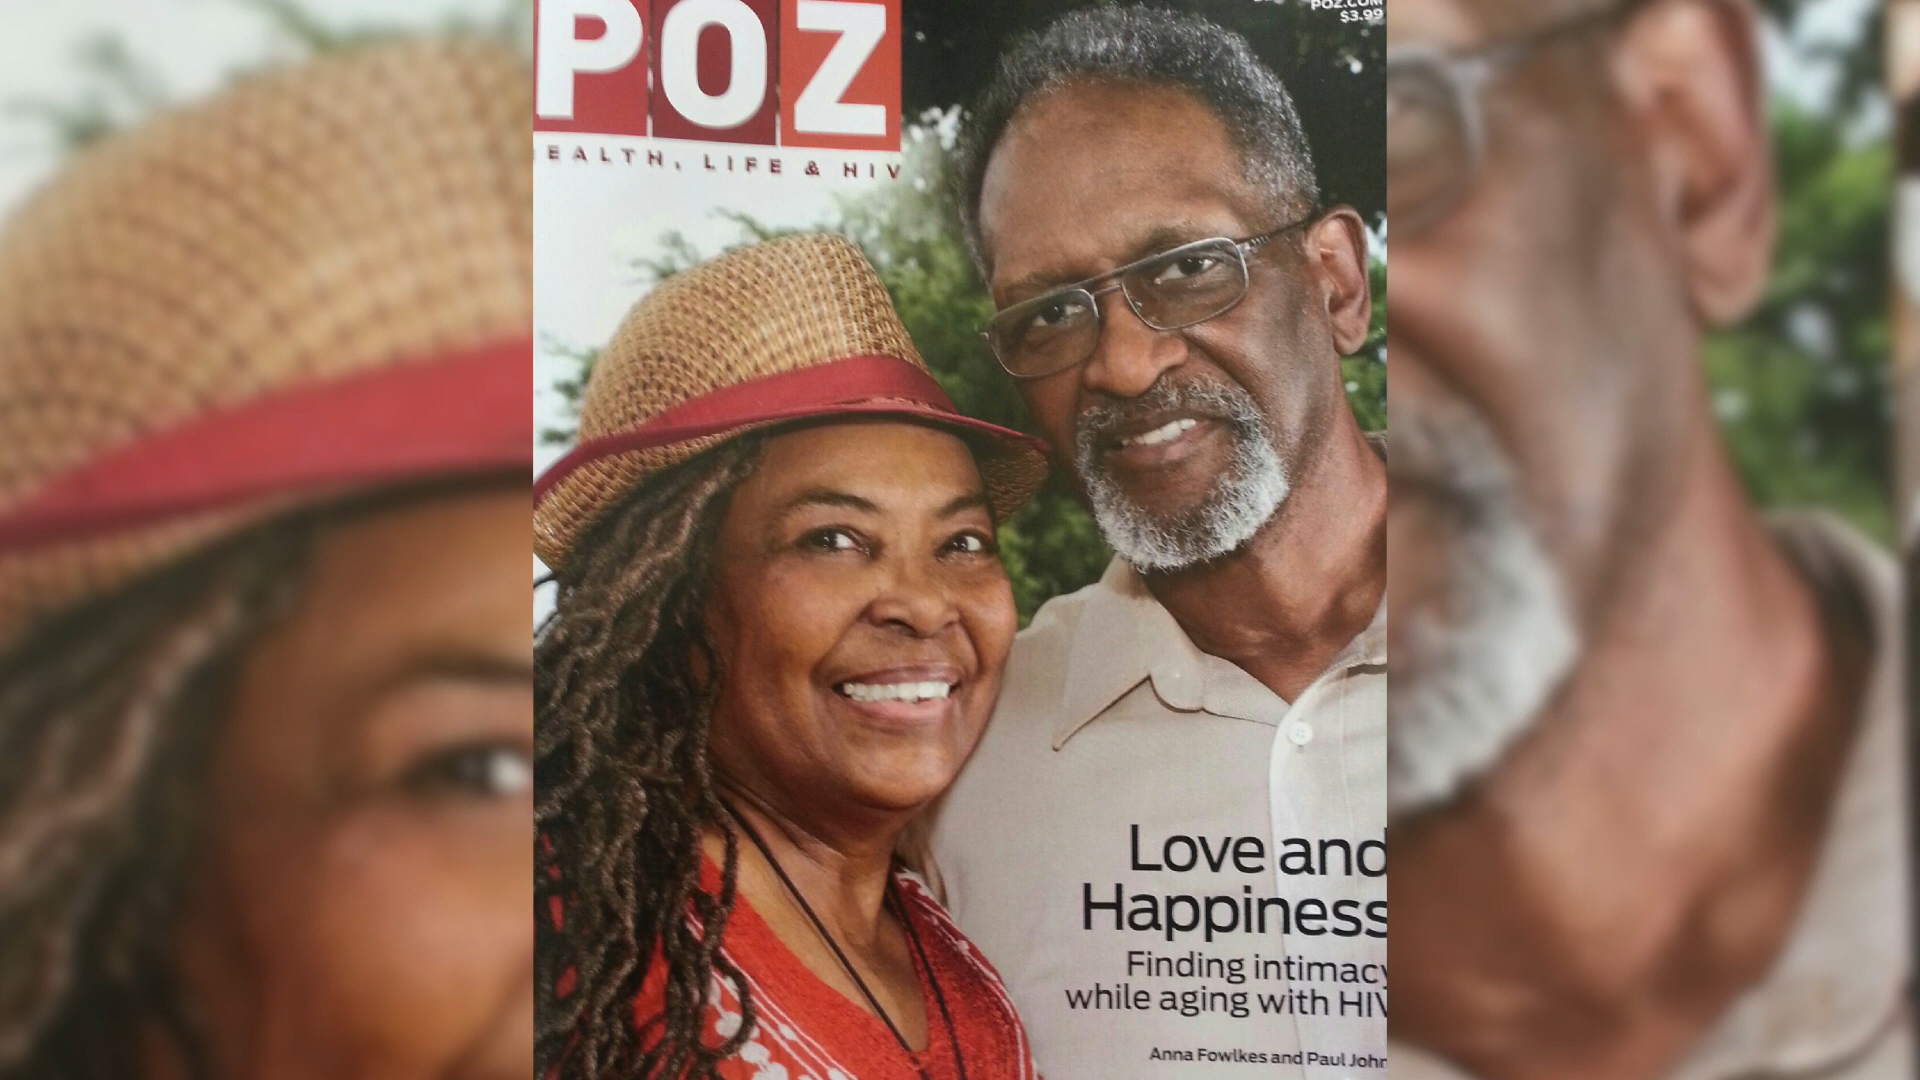 POZ
EALTH, LIFE & HIV
POZ.COM
$3.99
Love and
Happiness
Finding intimacy
while aging with HIV
Anna Fowlkes and Paul John